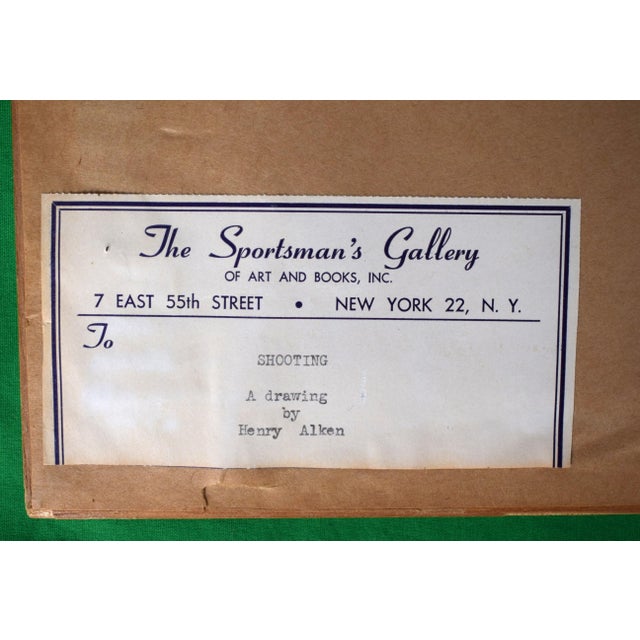 The Sportsman's Gallery
OF ART AND BOOKS, INC.
7 EAST 55th STREET • NEW YORK 22, N. Y.
To
SHOOTING
A drawing
by
Henry Alken